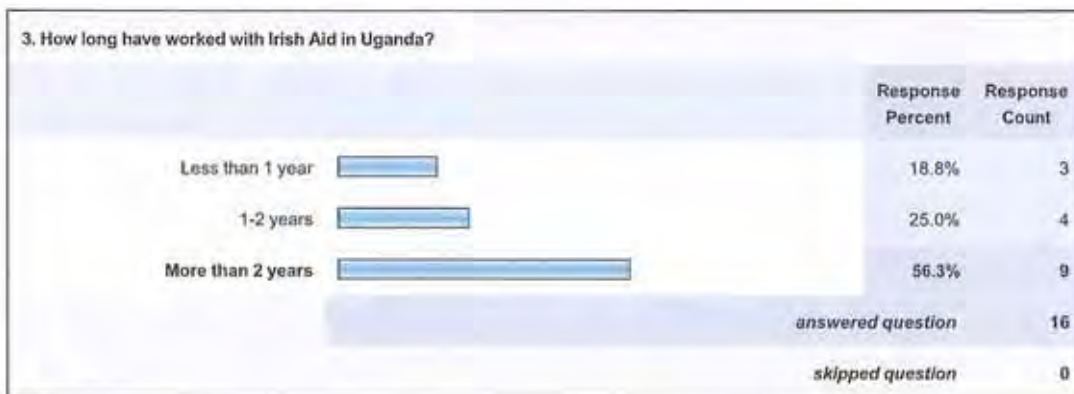 3. How long have worked with Irish Aid in Uganda?
Response Percent Response Count
Less than 1 year 18.8% 3
1-2 years 25.0% 4
More than 2 years 56.3% 9
answered question 16
skipped question 0